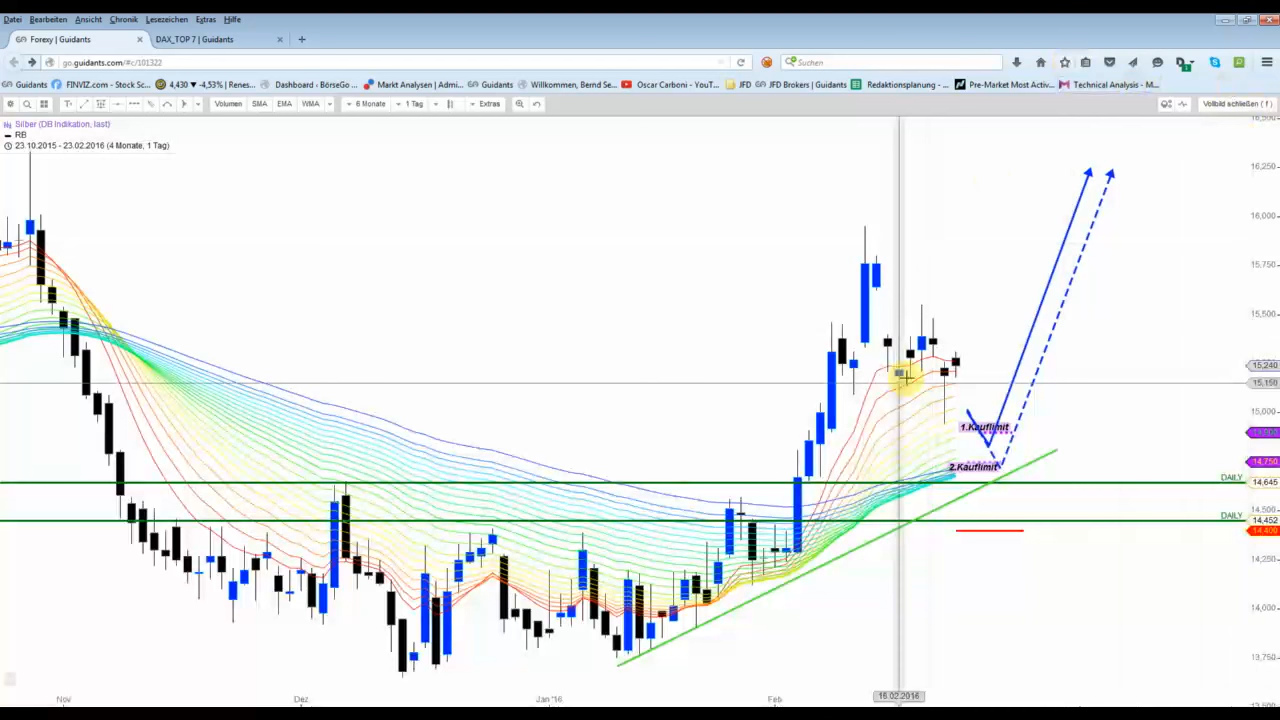 Datei Bearbeiten Ansicht Chronik Lesezeichen Extras Hilfe
Forexy | Guidants × DAX_TOP 7 | Guidants × +
go.guidants.com/#c/101322 Suchen
Guidants FINVIZ.com - Stock Sc... 4,430 ▾ -4,53% | Renes... Dashboard ‹ BörseGo ... Markt Analysen | Admi... Willkommen, Bernd Se... Oscar Carboni - YouT... JFD JFD Brokers | Guidants Redaktionsplanung - ... Pre-Market Most Activ... Technical Analysis - M...
Volumen SMA EMA WMA 6 Monate 1 Tag Extras Vollbild schließen ( f )
Silber (DB Indikation, last)
RB
23.10.2015 - 23.02.2016 (4 Monate, 1 Tag)
16,500
16,250
16,000
15,750
15,500
15,240
15,150
15,000
1.Kauflimit
14,750
2.Kauflimit
DAILY 14,645
14,500
DAILY 14,452
14,400
14,250
14,000
13,750
13,500
Nov Dez Jan '16 Feb 16.02.2016